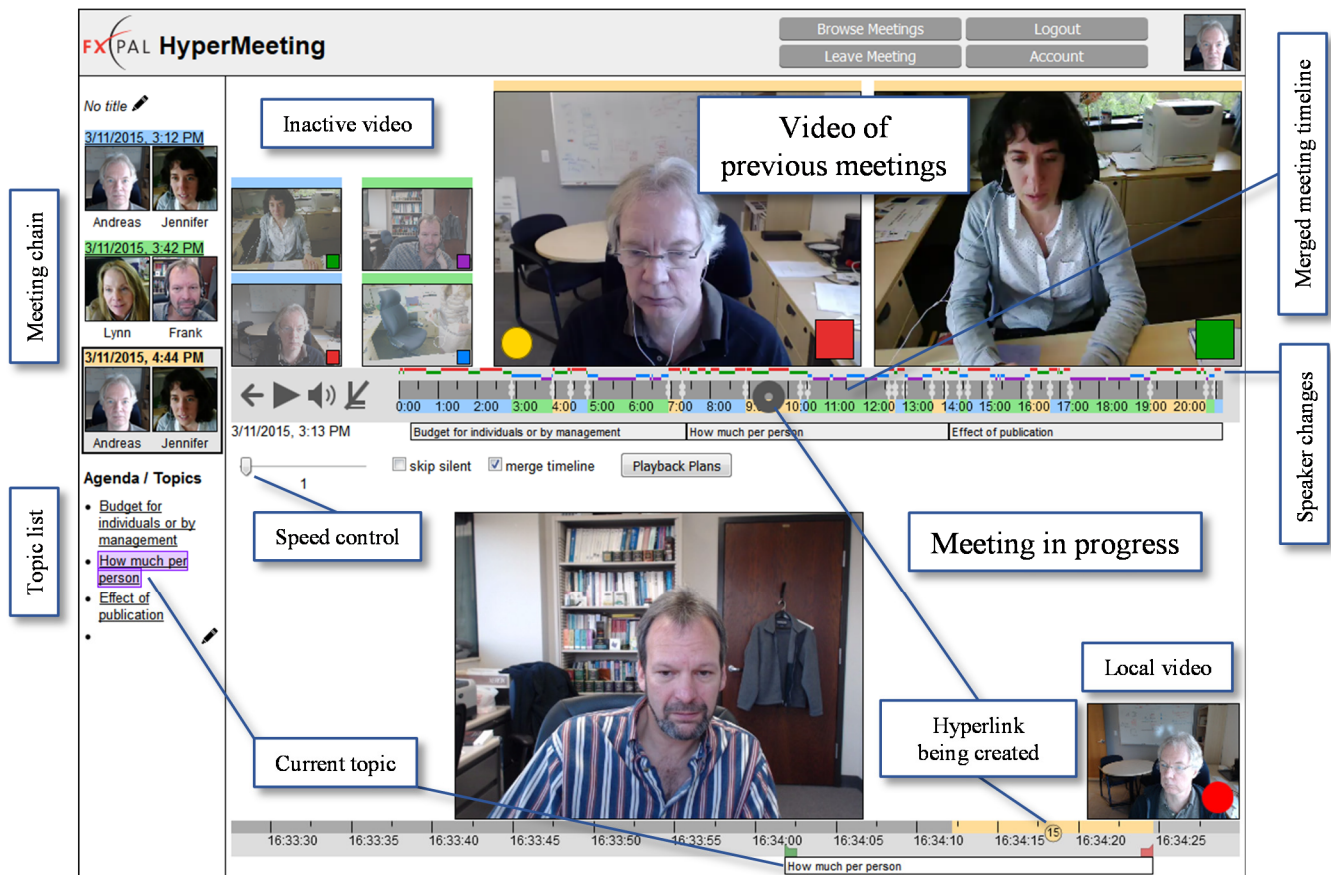 FXPAL HyperMeeting
Browse Meetings
Logout
Leave Meeting
Account
No title
3/11/2015, 3:12 PM
Andreas
Jennifer
3/11/2015, 3:42 PM
Lynn
Frank
3/11/2015, 4:44 PM
Andreas
Jennifer
Agenda / Topics
Budget for
individuals or by
management
How much per
person
Effect of
publication
Meeting chain
Topic list
Inactive video
Video of
previous meetings
Merged meeting timeline
Speaker changes
0:00 1:00 2:00 3:00 4:00 5:00 6:00 7:00 8:00 9: 10:00 11:00 12:00 13:00 14:00 15:00 16:00 17:00 18:00 19:00 20:00
3/11/2015, 3:13 PM
Budget for individuals or by management
How much per person
Effect of publication
1
skip silent
merge timeline
Playback Plans
Speed control
Meeting in progress
Local video
Hyperlink
being created
Current topic
16:33:30 16:33:35 16:33:45 16:33:50 16:33:55 16:34:00 16:34:05 16:34:10 16:34:15 16:34:20 16:34:25
15
How much per person